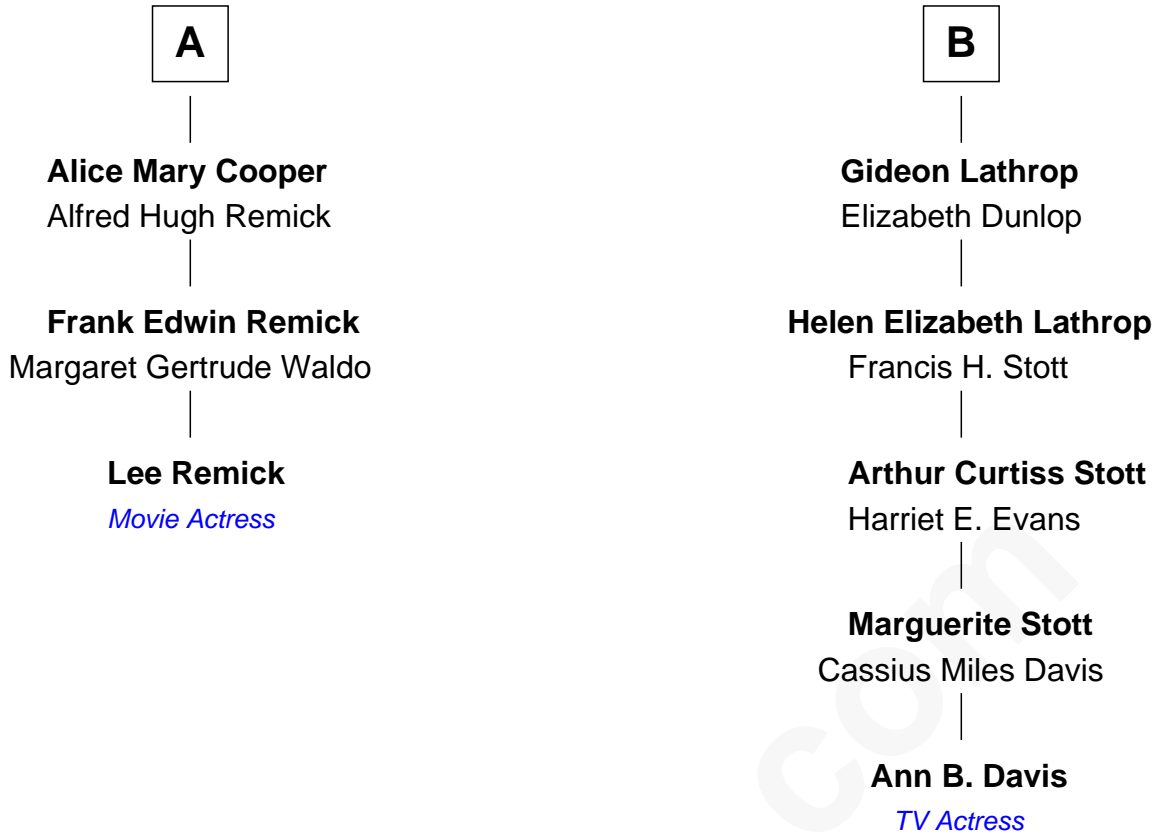 A
Alice Mary Cooper
Alfred Hugh Remick
Frank Edwin Remick
Margaret Gertrude Waldo
Lee Remick
Movie Actress
B
Gideon Lathrop
Elizabeth Dunlop
Helen Elizabeth Lathrop
Francis H. Stott
Arthur Curtiss Stott
Harriet E. Evans
Marguerite Stott
Cassius Miles Davis
Ann B. Davis
TV Actress
com